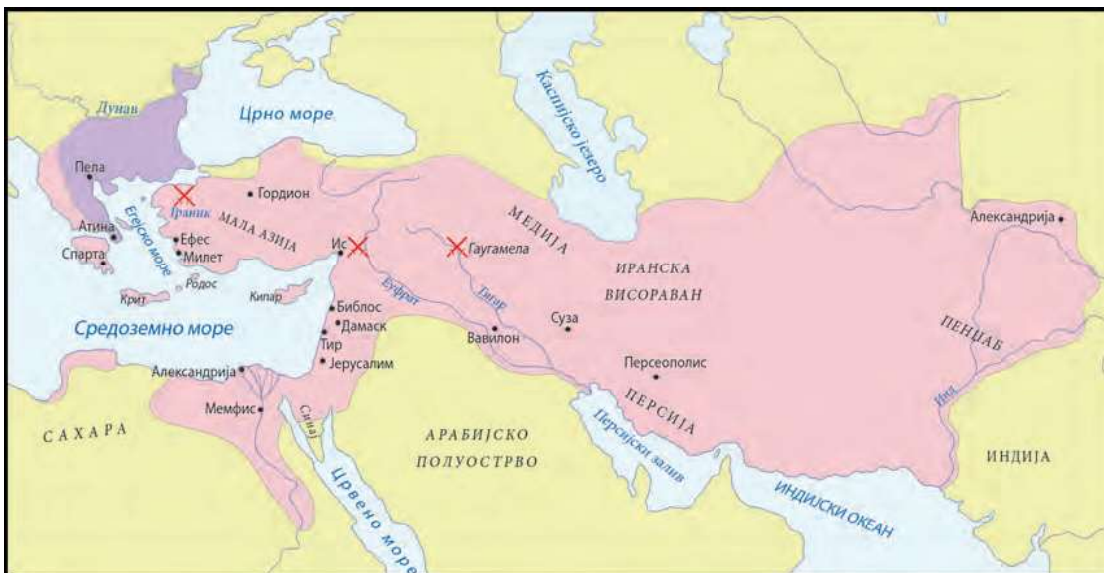 Дунав
Црно море
Каспијско језеро
Пела
Гордион
Граник
МАЛА АЗИЈА
Егејско море
Атина
Ефес
Милет
Спарта
Родос
Крит
Кипар
Ис
Гаугамела
МЕДИЈА
ИРАНСКА
ВИСОРАВАН
Александрија
Еуфрат
Тигар
Средоземно море
Библос
Дамаск
Тир
Јерусалим
Вавилон
Суза
ПЕНЏАБ
Александрија
Персеополис
Мемфис
Синај
ПЕРСИЈА
Инд
САХАРА
АРАБИЈСКО
ПОЛУОСТРВО
Персијски залив
ИНДИЈА
Црвено море
ИНДИЈСКИ ОКЕАН